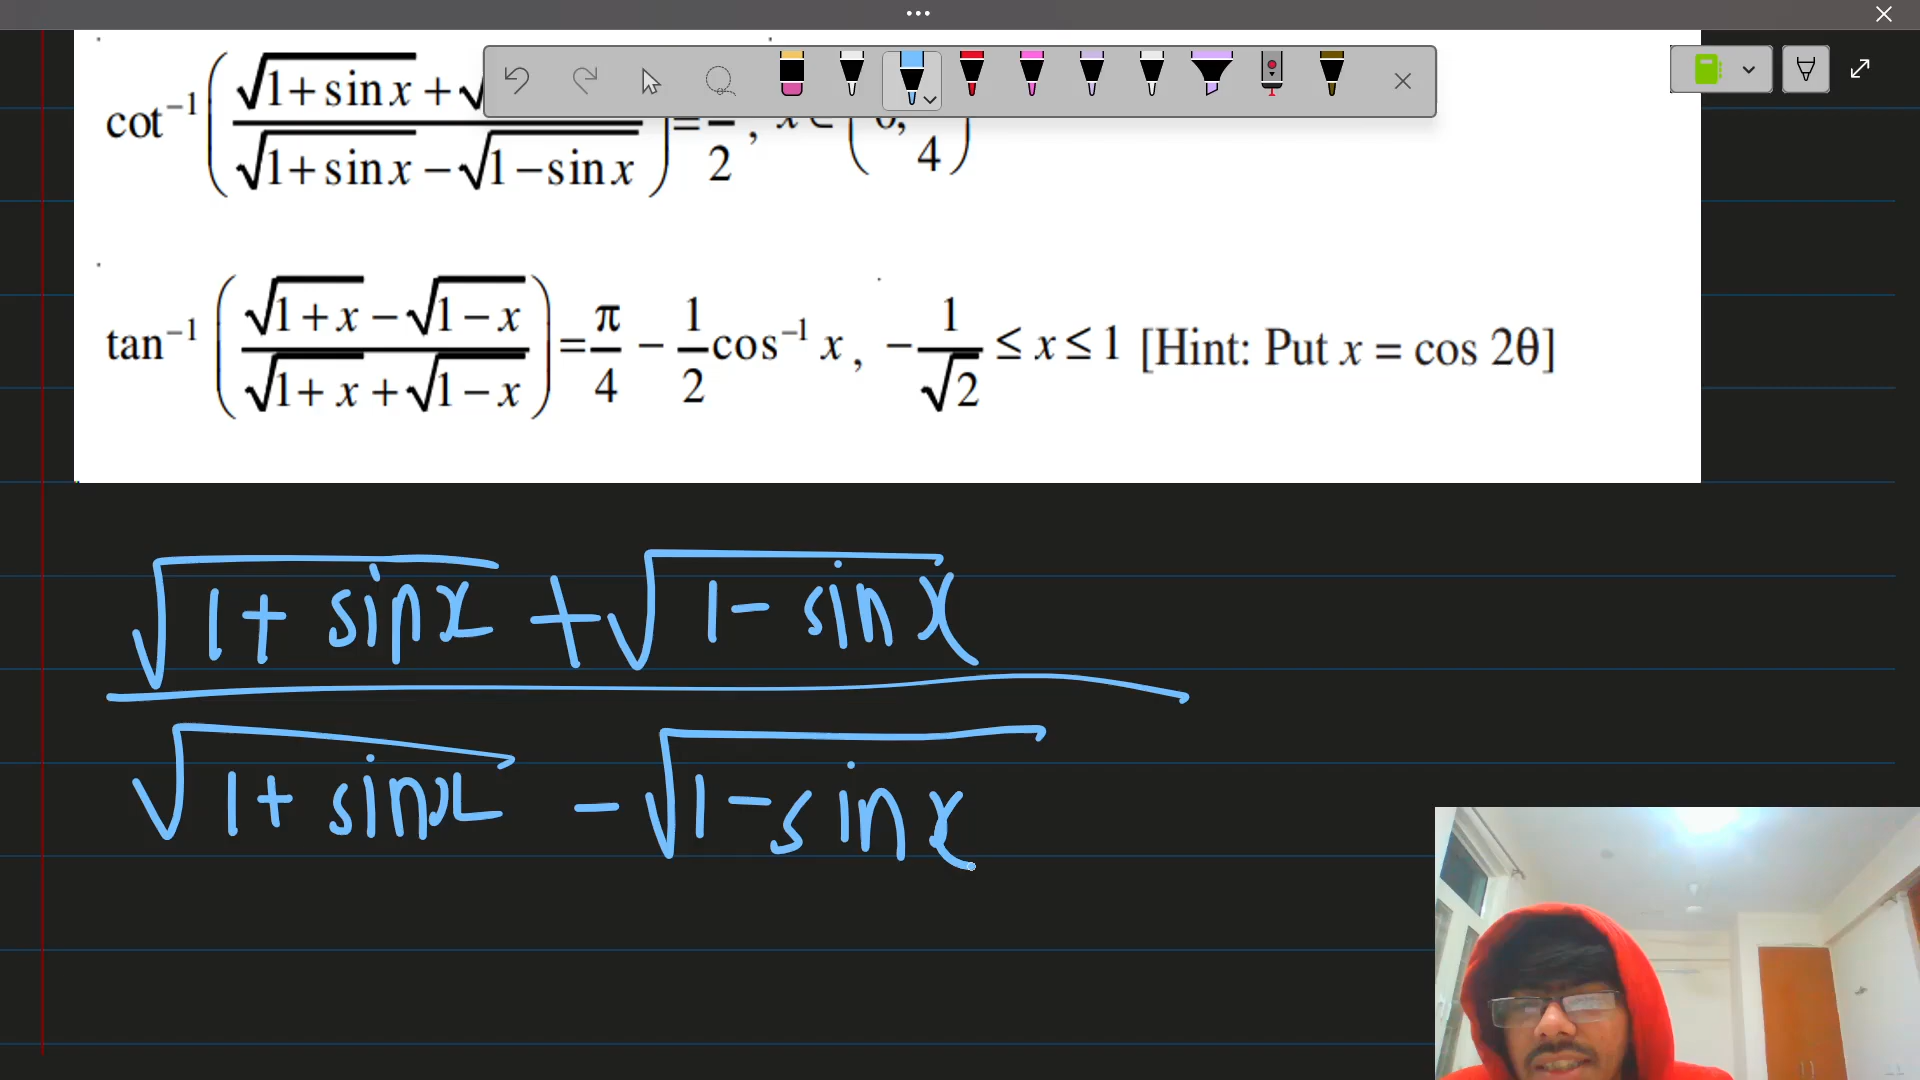 cot⁻¹ ( (√(1+sin x) + √ / (√(1+sin x) − √(1−sin x)) ) = /2 , x ∈ ( 0, /4 )
tan⁻¹ ( (√(1+x) − √(1−x)) / (√(1+x) + √(1−x)) ) = π/4 − 1/2 cos⁻¹ x , −1/√2 ≤ x ≤ 1 [Hint: Put x = cos 2θ]
√(1+ sinx) + √(1− sinx)
√(1+ sinx) − √(1−sinx)